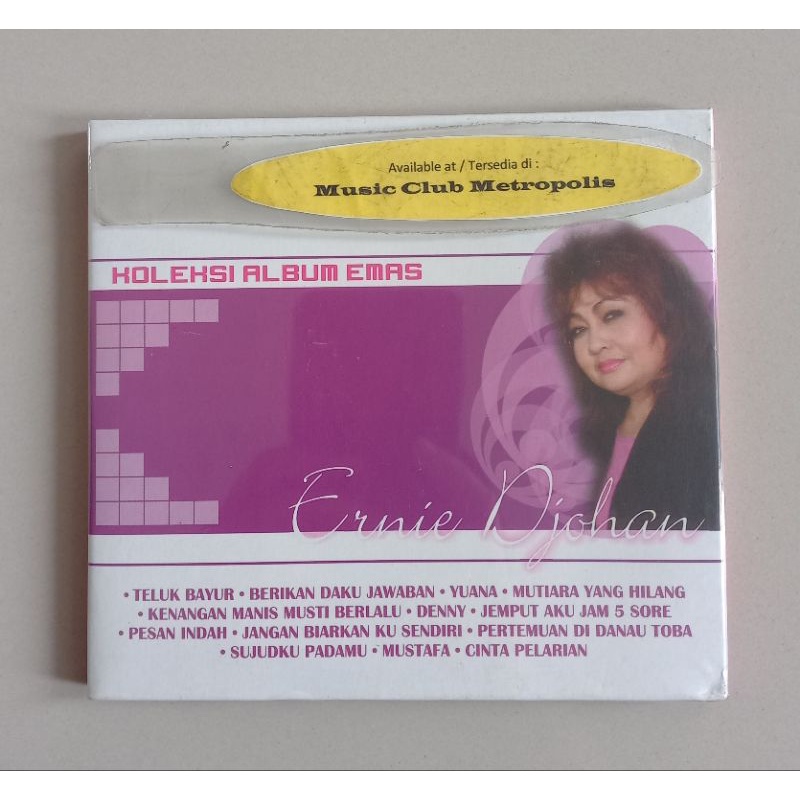 Available at / Tersedia di :
Music Club Metropolis
KOLEKSI ALBUM EMAS
Ernie Djohan
• TELUK BAYUR • BERIKAN DAKU JAWABAN • YUANA • MUTIARA YANG HILANG
• KENANGAN MANIS MUSTI BERLALU • DENNY • JEMPUT AKU JAM 5 SORE
• PESAN INDAH • JANGAN BIARKAN KU SENDIRI • PERTEMUAN DI DANAU TOBA
• SUJUDKU PADAMU • MUSTAFA • CINTA PELARIAN